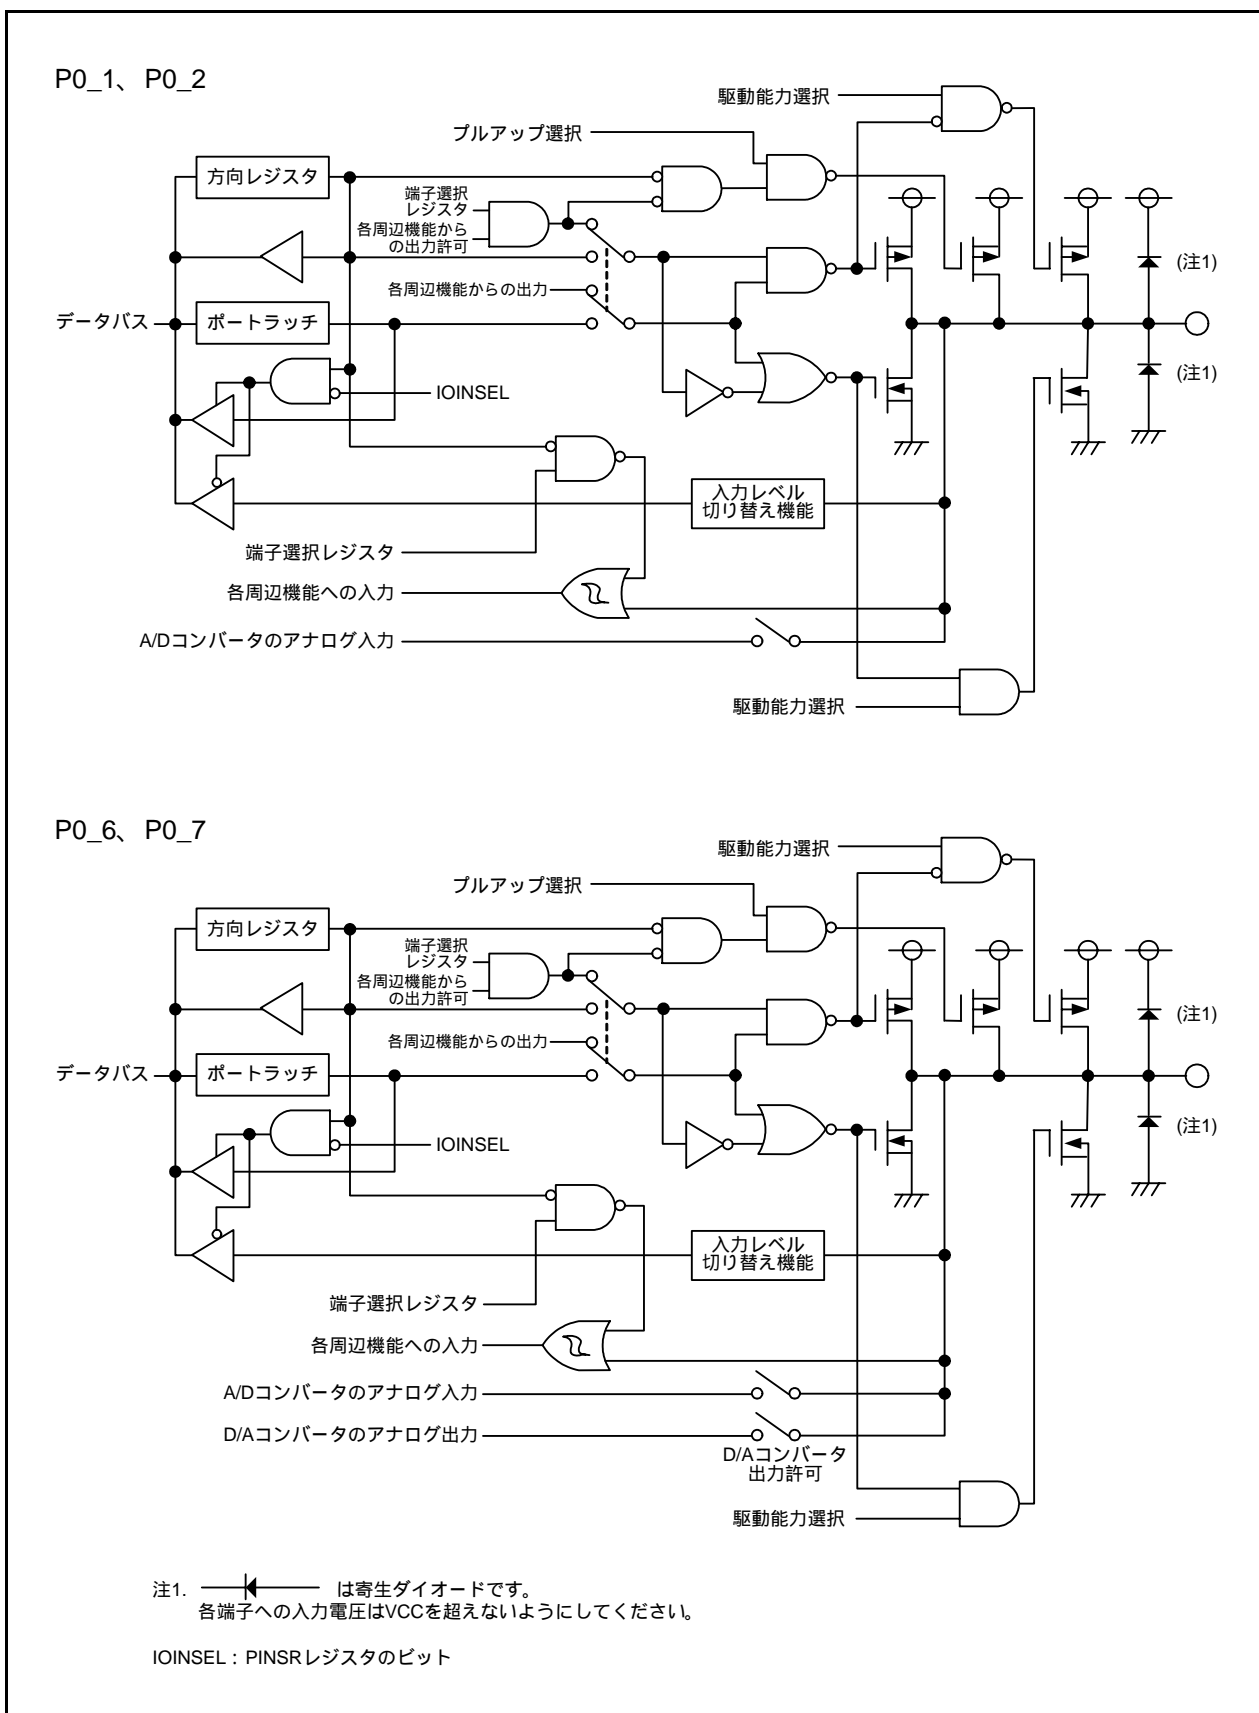 P0_1、P0_2
駆動能力選択
プルアップ選択
方向レジスタ
端子選択
レジスタ
各周辺機能から
の出力許可
(注1)
各周辺機能からの出力
データバス
ポートラッチ
(注1)
IOINSEL
入力レベル
切り替え機能
端子選択レジスタ
各周辺機能への入力
A/Dコンバータのアナログ入力
駆動能力選択
P0_6、P0_7
駆動能力選択
プルアップ選択
方向レジスタ
端子選択
レジスタ
各周辺機能から
の出力許可
(注1)
各周辺機能からの出力
データバス
ポートラッチ
(注1)
IOINSEL
入力レベル
切り替え機能
端子選択レジスタ
各周辺機能への入力
A/Dコンバータのアナログ入力
D/Aコンバータのアナログ出力
D/Aコンバータ
出力許可
駆動能力選択
注1. は寄生ダイオードです。
各端子への入力電圧はVCCを超えないようにしてください。
IOINSEL：PINSRレジスタのビット